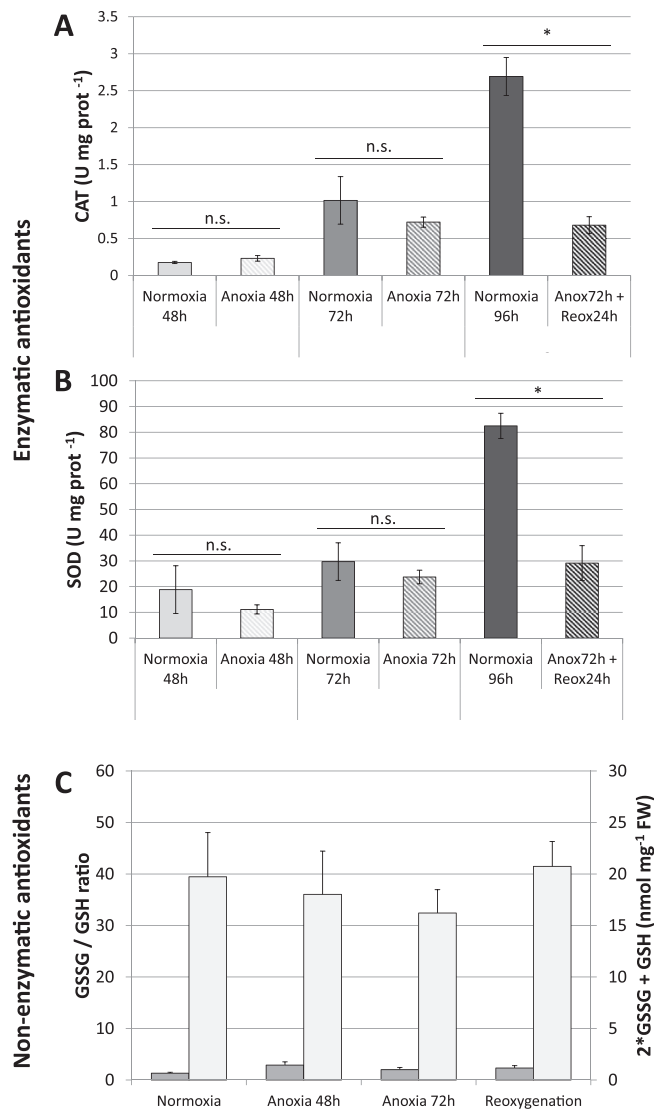 Enzymatic antioxidants
A
CAT (U mg prot -1)
3.5
3
2.5
2
1.5
1
0.5
0
n.s.
n.s.
*
Normoxia 48h
Anoxia 48h
Normoxia 72h
Anoxia 72h
Normoxia 96h
Anox72h + Reox24h
B
SOD (U mg prot -1)
100
90
80
70
60
50
40
30
20
10
0
n.s.
n.s.
*
Normoxia 48h
Anoxia 48h
Normoxia 72h
Anoxia 72h
Normoxia 96h
Anox72h + Reox24h
Non-enzymatic antioxidants
C
GSSG / GSH ratio
60
50
40
30
20
10
0
30
25
20
15
10
5
0
2*GSSG + GSH (nmol mg-1 FW)
Normoxia
Anoxia 48h
Anoxia 72h
Reoxygenation